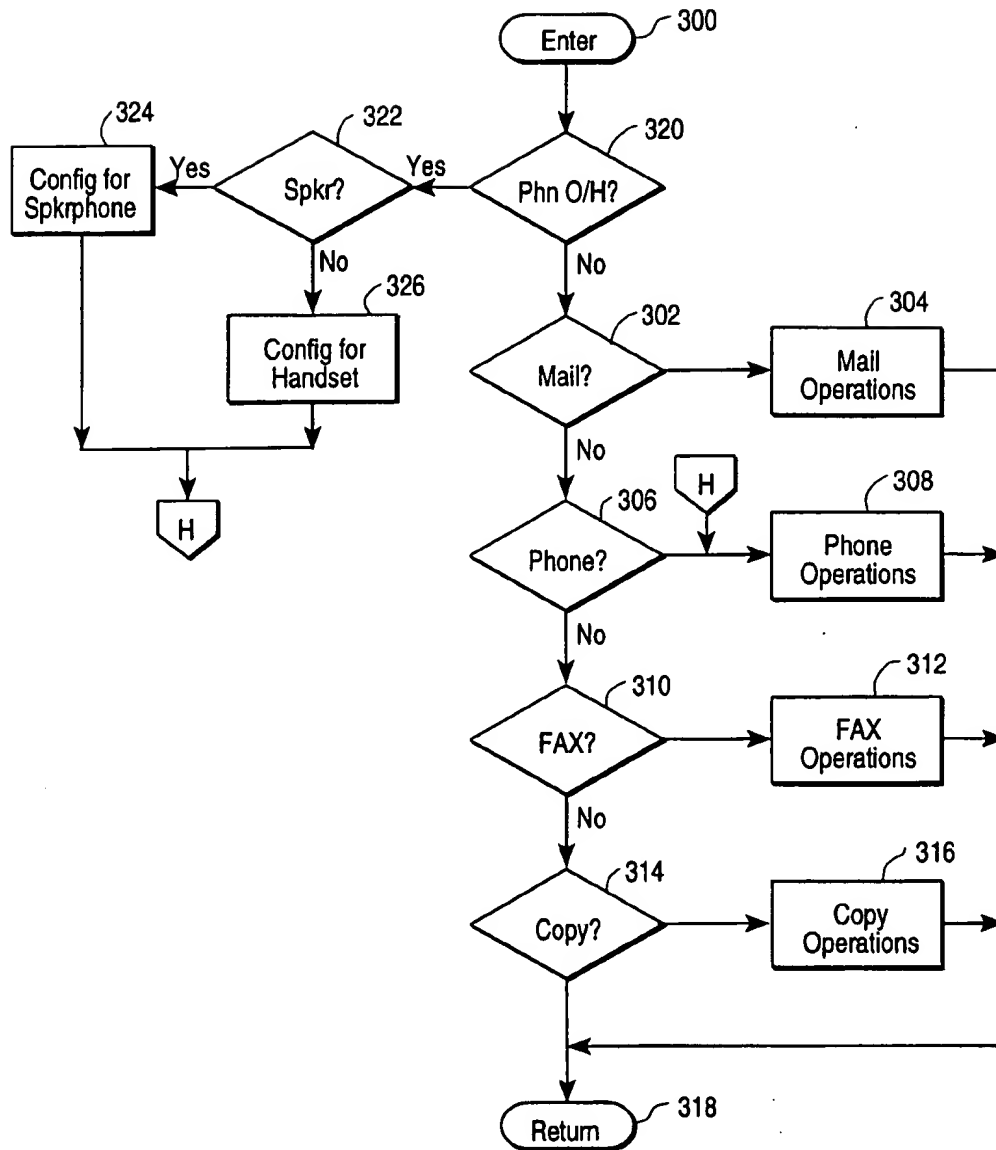 Enter
300
320
Phn O/H?
Yes
322
Spkr?
Yes
324
Config for
Spkrphone
No
326
Config for
Handset
H
No
302
Mail?
304
Mail
Operations
No
306
Phone?
H
308
Phone
Operations
No
310
FAX?
312
FAX
Operations
No
314
Copy?
316
Copy
Operations
Return
318